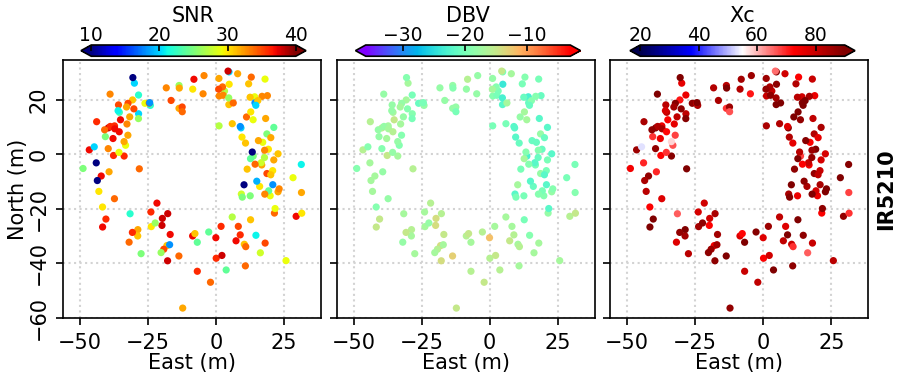 SNR DBV Xc
10 20 30 40 −30 −20 −10 20 40 60 80
20
0
−20
−40
−60
North (m)
IR5210
−50 −25 0 25 −50 −25 0 25 −50 −25 0 25
East (m) East (m) East (m)